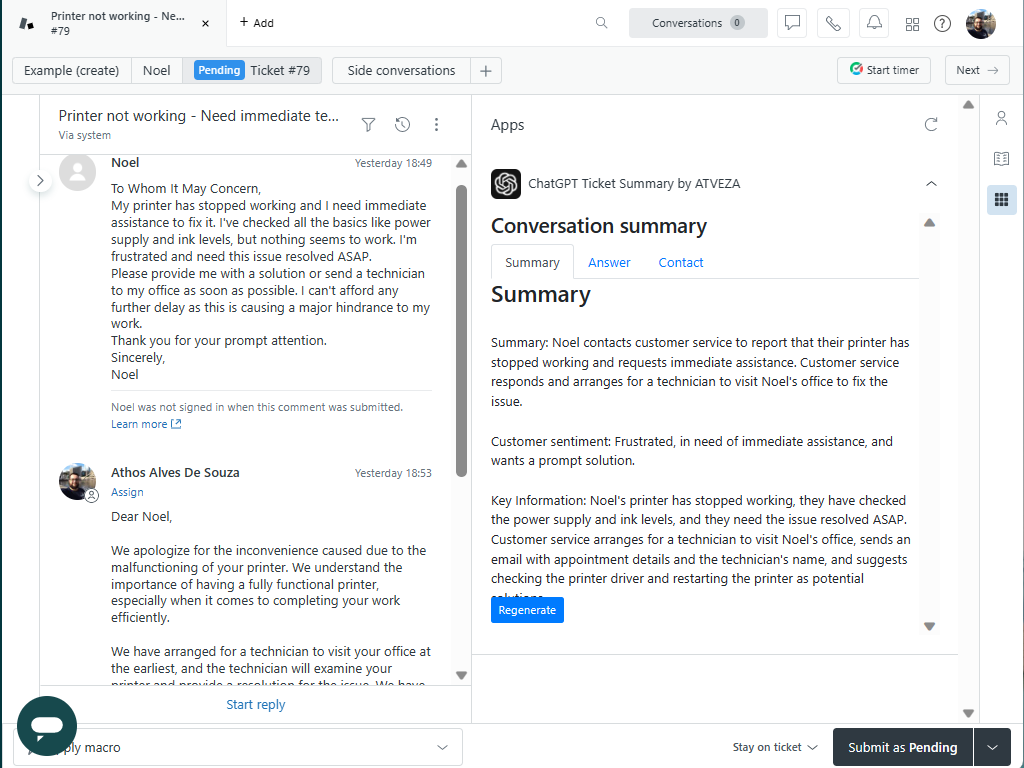 Printer not working - Ne...
#79
Add
Conversations 0
Example (create)
Noel
Pending Ticket #79
Side conversations
Start timer
Next
Printer not working - Need immediate te...
Via system
Noel
Yesterday 18:49
To Whom It May Concern,
My printer has stopped working and I need immediate
assistance to fix it. I've checked all the basics like power
supply and ink levels, but nothing seems to work. I'm
frustrated and need this issue resolved ASAP.
Please provide me with a solution or send a technician
to my office as soon as possible. I can't afford any
further delay as this is causing a major hindrance to my
work.
Thank you for your prompt attention.
Sincerely,
Noel
Noel was not signed in when this comment was submitted.
Learn more
Athos Alves De Souza
Yesterday 18:53
Assign
Dear Noel,
We apologize for the inconvenience caused due to the
malfunctioning of your printer. We understand the
importance of having a fully functional printer,
especially when it comes to completing your work
efficiently.
We have arranged for a technician to visit your office at
the earliest, and the technician will examine your
printer and provide a resolution for the issue. We have
Start reply
Apps
ChatGPT Ticket Summary by ATVEZA
Conversation summary
Summary
Answer
Contact
Summary
Summary: Noel contacts customer service to report that their printer has
stopped working and requests immediate assistance. Customer service
responds and arranges for a technician to visit Noel's office to fix the
issue.
Customer sentiment: Frustrated, in need of immediate assistance, and
wants a prompt solution.
Key Information: Noel's printer has stopped working, they have checked
the power supply and ink levels, and they need the issue resolved ASAP.
Customer service arranges for a technician to visit Noel's office, sends an
email with appointment details and the technician's name, and suggests
checking the printer driver and restarting the printer as potential
Regenerate
macro
Stay on ticket
Submit as Pending